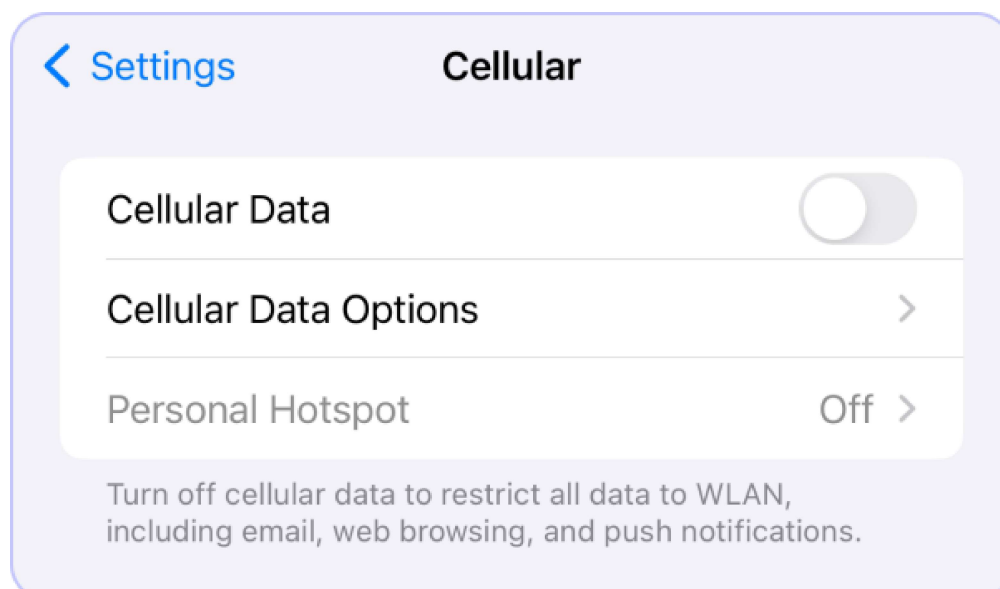 Settings
Cellular
Cellular Data
Cellular Data Options
Personal Hotspot Off
Turn off cellular data to restrict all data to WLAN,
including email, web browsing, and push notifications.